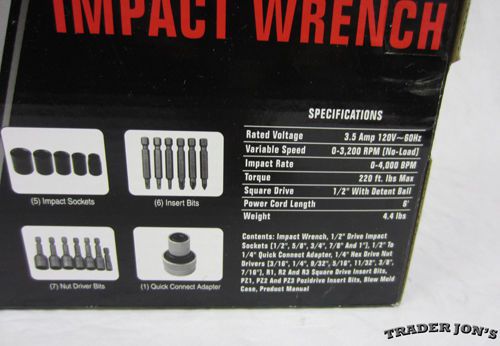 IMPACT WRENCH
SPECIFICATIONS
Rated Voltage 3.5 Amp 120V~60Hz
Variable Speed 0-3,200 RPM [No-Load]
Impact Rate 0-4,000 BPM
Torque 220 ft. lbs Max
Square Drive 1/2" With Detent Ball
Power Cord Length 6'
Weight 4.4 lbs
(5) Impact Sockets
(6) Insert Bits
(7) Nut Driver Bits
(1) Quick Connect Adapter
Contents: Impact Wrench, 1/2" Drive Impact
Sockets [1/2", 5/8", 3/4", 7/8" And 1"], 1/2" To
1/4" Quick Connect Adapter, 1/4" Hex Drive Nut
Drivers (3/16", 1/4", 9/32", 5/16", 11/32", 3/8",
7/16"), R1, R2 And R3 Square Drive Insert Bits,
PZ1, PZ2 And PZ3 Pozidrive Insert Bits, Blow Mold
Case, Product Manual
TRADER JON'S